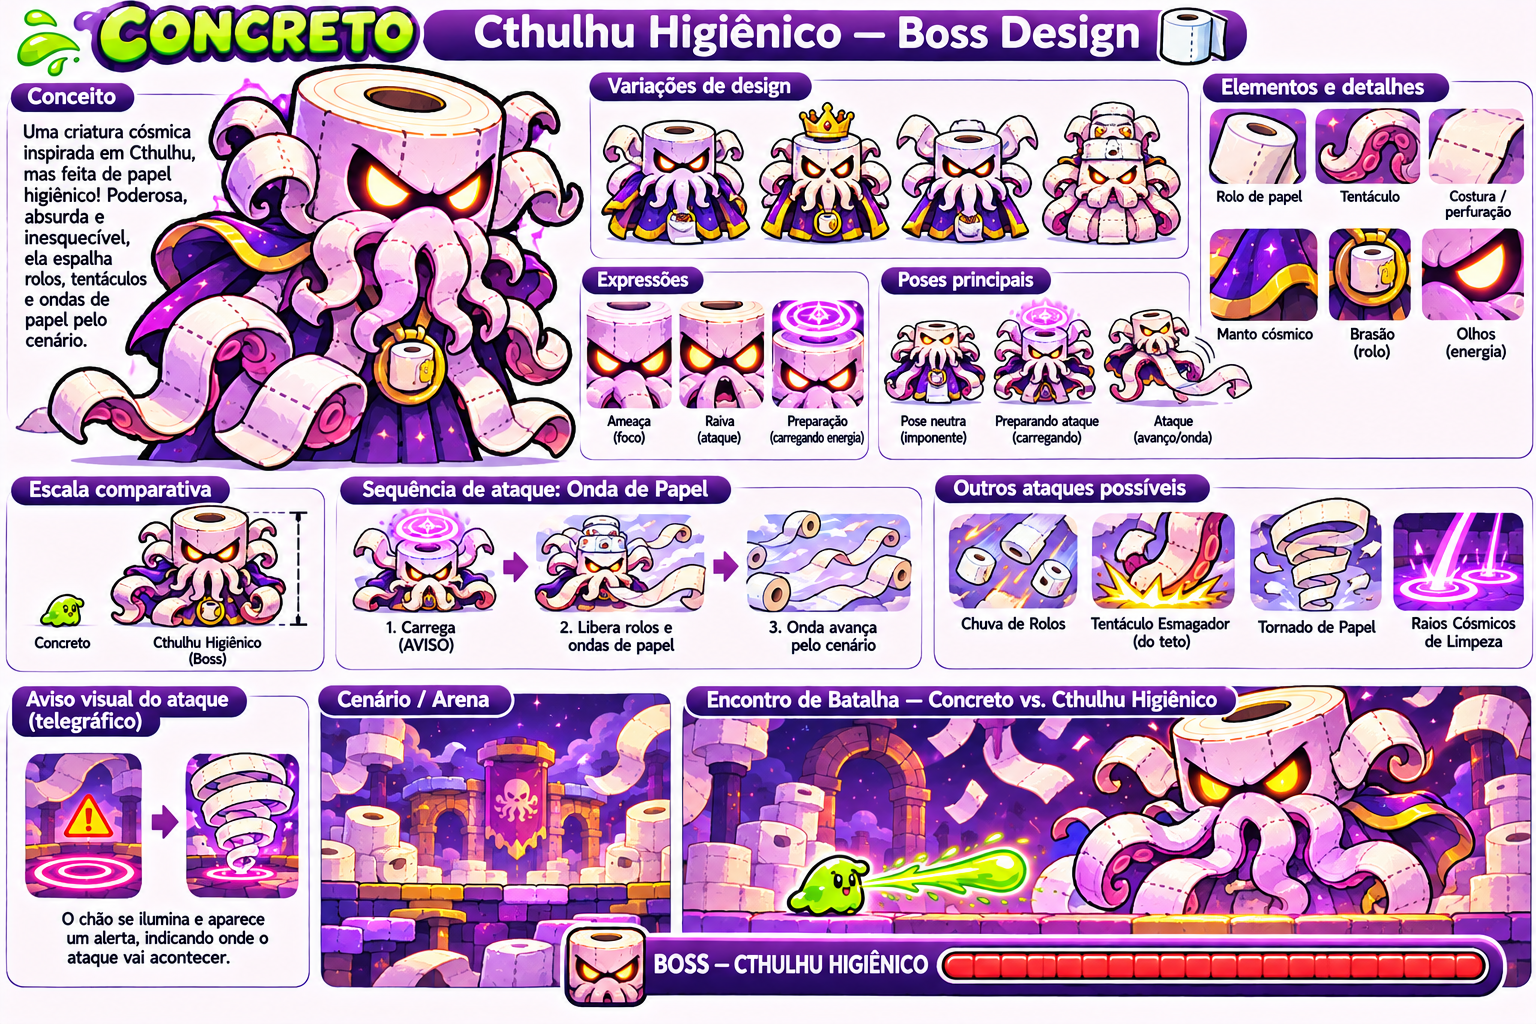 CONCRETO
Cthulhu Higiênico — Boss Design
Conceito
Uma criatura cósmica
inspirada em Cthulhu,
mas feita de papel
higiênico! Poderosa,
absurda e
inesquecível,
ela espalha
rolos, tentáculos
e ondas de
papel pelo
cenário.
Variações de design
Elementos e detalhes
Rolo de papel
Tentáculo
Costura /
perfuração
Manto cósmico
Brasão
(rolo)
Olhos
(energia)
Expressões
Ameaça
(foco)
Raiva
(ataque)
Preparação
(carregando energia)
Poses principais
Pose neutra
(imponente)
Preparando ataque
(carregando)
Ataque
(avanço/onda)
Escala comparativa
Concreto
Cthulhu Higiênico
(Boss)
Sequência de ataque: Onda de Papel
1. Carrega
(AVISO)
2. Libera rolos e
ondas de papel
3. Onda avança
pelo cenário
Outros ataques possíveis
Chuva de Rolos
Tentáculo Esmagador
(do teto)
Tornado de Papel
Raios Cósmicos
de Limpeza
Aviso visual do ataque
(telegráfico)
O chão se ilumina e aparece
um alerta, indicando onde o
ataque vai acontecer.
Cenário / Arena
Encontro de Batalha — Concreto vs. Cthulhu Higiênico
BOSS — CTHULHU HIGIÊNICO